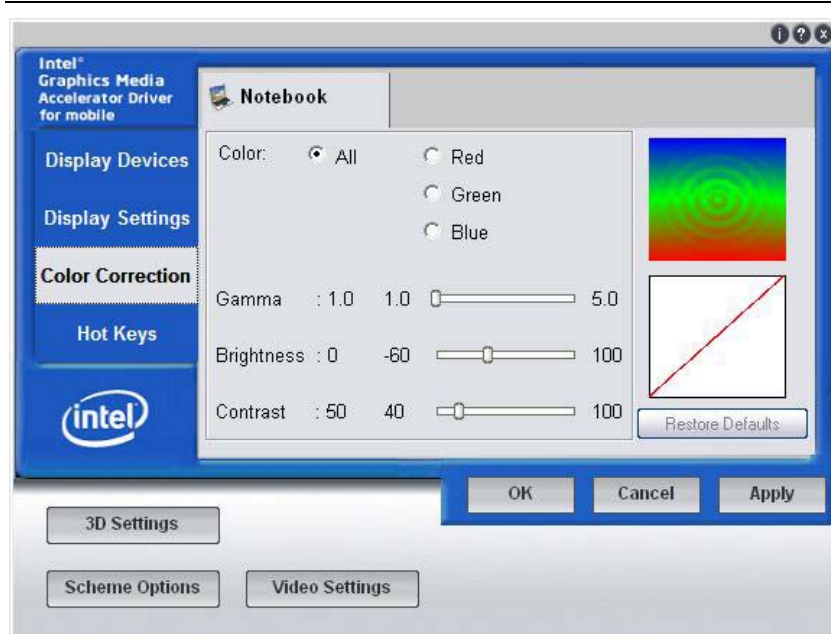 Intel®
Graphics Media
Accelerator Driver
for mobile
Notebook
Display Devices
Display Settings
Color Correction
Hot Keys
intel
Color: All Red
Green
Blue
Gamma : 1.0 1.0 5.0
Brightness : 0 -60 100
Contrast : 50 40 100
Restore Defaults
OK Cancel Apply
3D Settings
Scheme Options Video Settings